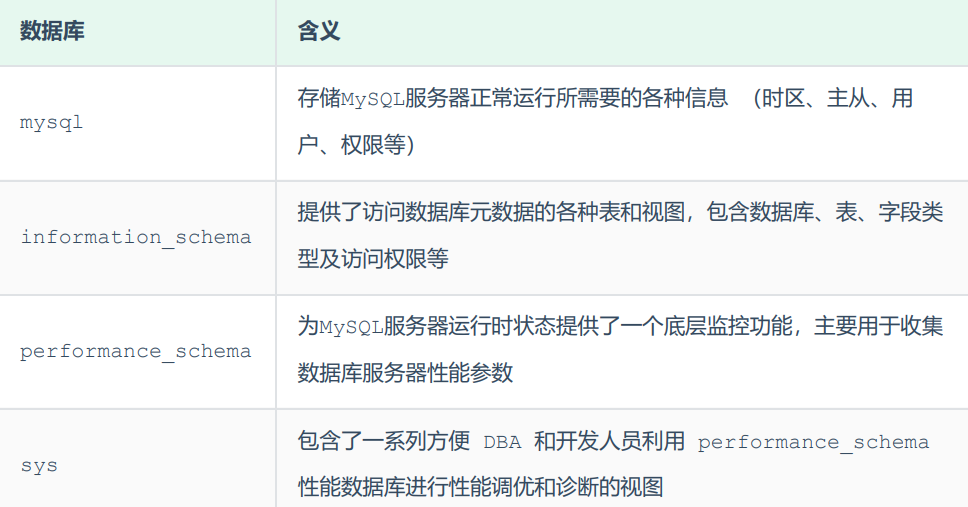 数据库 含义
存储MySQL服务器正常运行所需要的各种信息 （时区、主从、用
mysql
户、权限等）
提供了访问数据库元数据的各种表和视图，包含数据库、表、字段类
information_schema
型及访问权限等
为MySQL服务器运行时状态提供了一个底层监控功能，主要用于收集
performance_schema
数据库服务器性能参数
包含了一系列方便 DBA 和开发人员利用 performance_schema
sys
性能数据库进行性能调优和诊断的视图